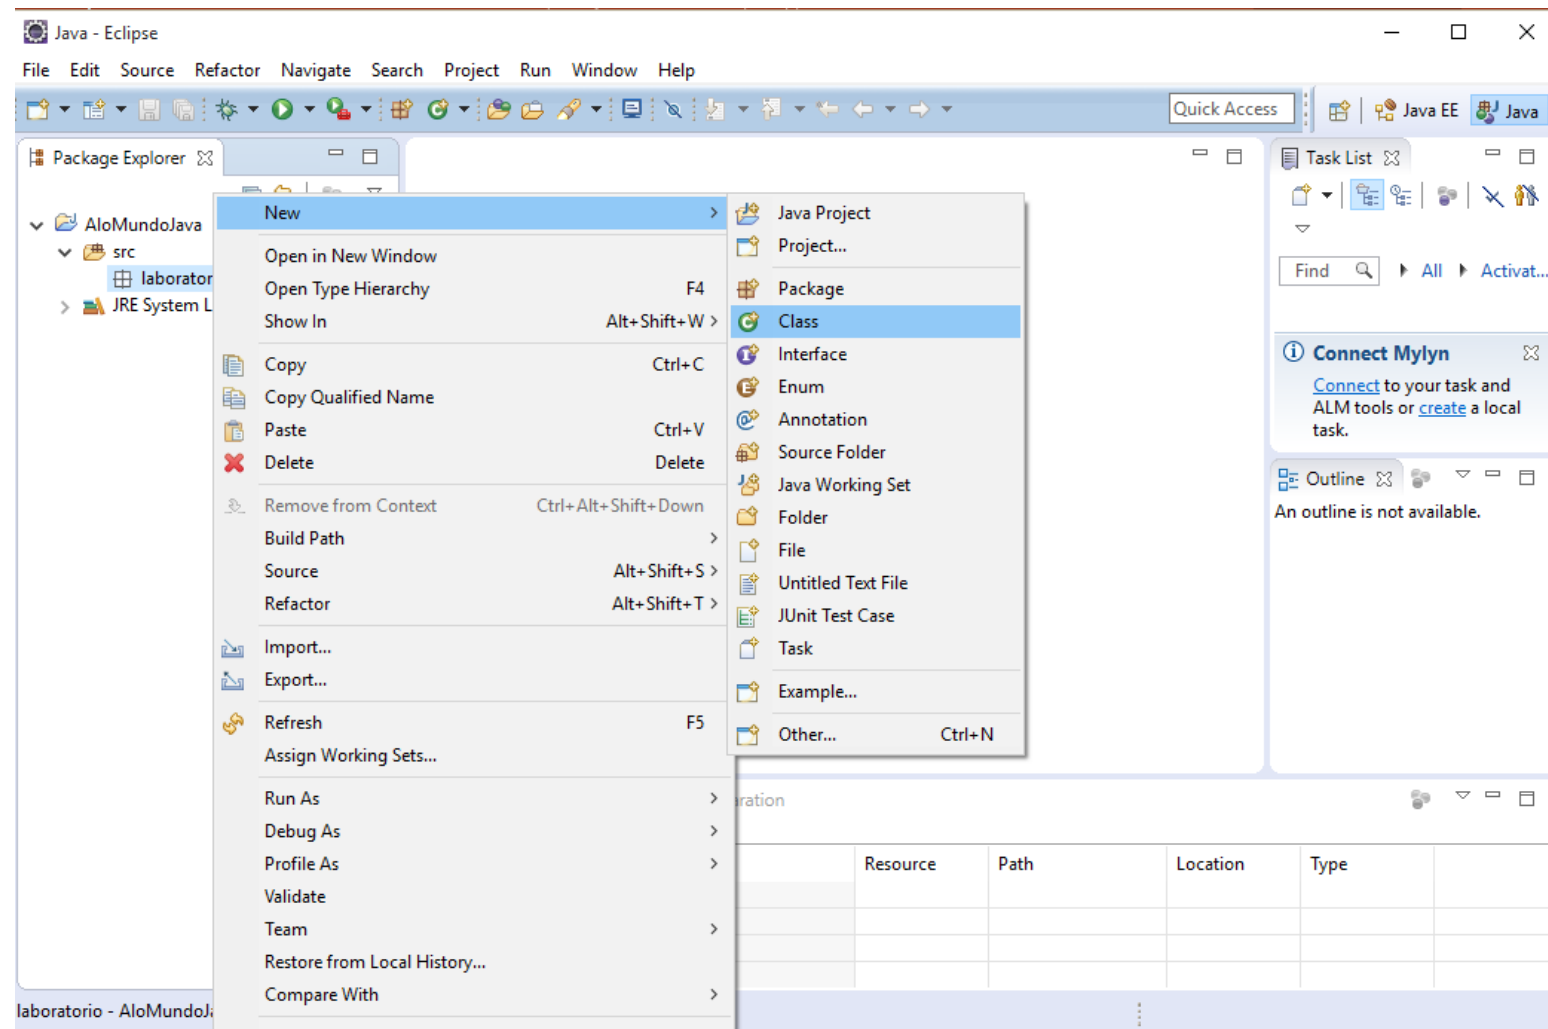 Java - Eclipse
File Edit Source Refactor Navigate Search Project Run Window Help
Quick Access
Java EE
Java
Package Explorer
AloMundoJava
src
laborator
JRE System L
New
Open in New Window
Open Type Hierarchy F4
Show In Alt+Shift+W
Copy Ctrl+C
Copy Qualified Name
Paste Ctrl+V
Delete Delete
Remove from Context Ctrl+Alt+Shift+Down
Build Path
Source Alt+Shift+S
Refactor Alt+Shift+T
Import...
Export...
Refresh F5
Assign Working Sets...
Run As
Debug As
Profile As
Validate
Team
Restore from Local History...
Compare With
Java Project
Project...
Package
Class
Interface
Enum
Annotation
Source Folder
Java Working Set
Folder
File
Untitled Text File
JUnit Test Case
Task
Example...
Other... Ctrl+N
Task List
Find All Activat...
Connect Mylyn
Connect to your task and
ALM tools or create a local
task.
Outline
An outline is not available.
aration
Resource Path Location Type
laboratorio - AloMundoJa